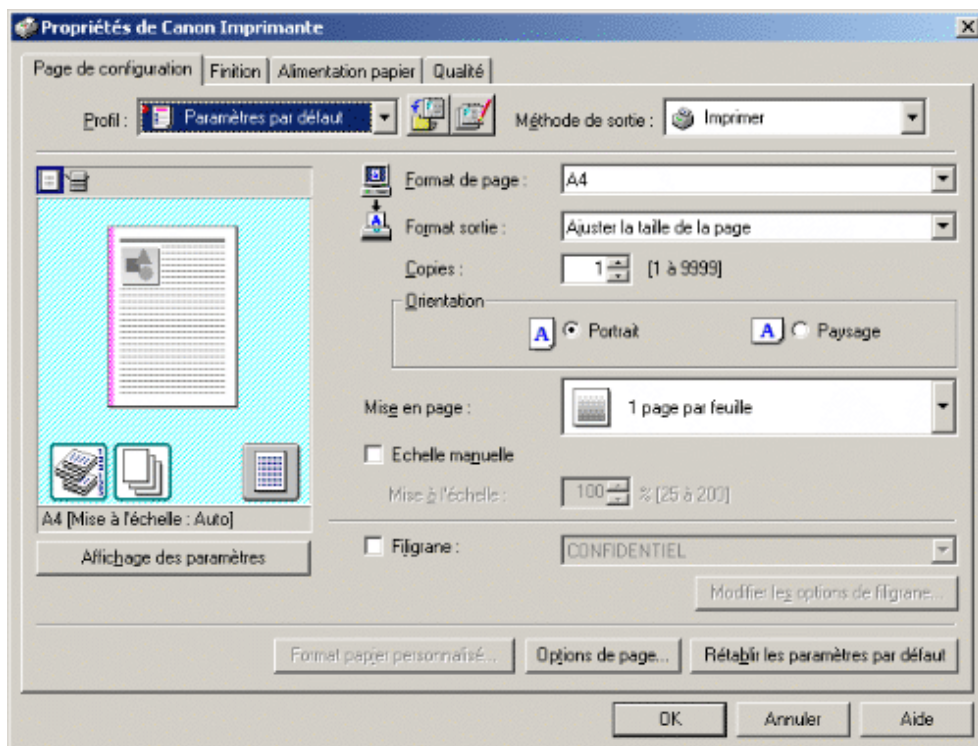 Propriétés de Canon Imprimante
Page de configuration Finition Alimentation papier Qualité
Profil : Paramètres par défaut Méthode de sortie : Imprimer
Format de page : A4
Format sortie : Ajuster la taille de la page
Copies : 1 [1 à 9999]
Orientation
A Portrait A Paysage
Mise en page : 1 page par feuille
Echelle manuelle
Mise à l'échelle : 100 % [25 à 200]
A4 [Mise à l'échelle : Auto]
Affichage des paramètres
Filigrane : CONFIDENTIEL
Modifier les options de filigrane...
Format papier personnalisé... Options de page... Rétablir les paramètres par défaut
OK Annuler Aide